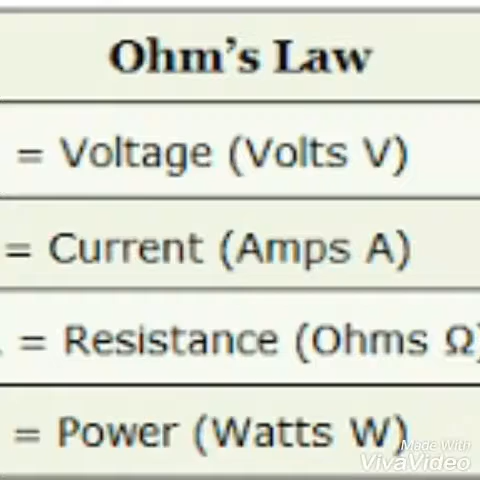 Ohm’s Law
= Voltage (Volts V)
= Current (Amps A)
= Resistance (Ohms Ω)
= Power (Watts W)
Made With
VivaVideo